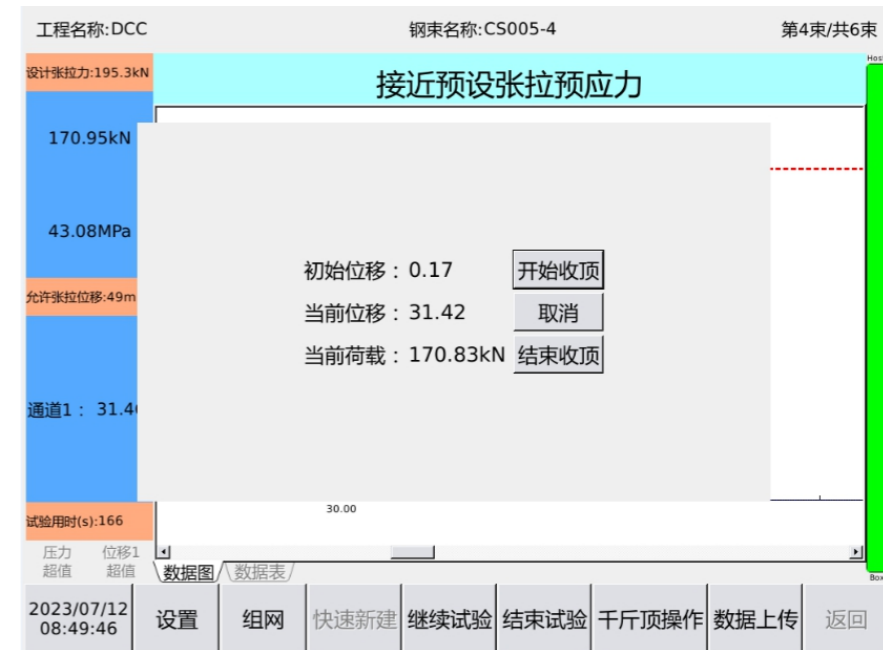 工程名称:DCC 钢束名称:CS005-4 第4束/共6束
Host
设计张拉力:195.3kN
接近预设张拉预应力
170.95kN
43.08MPa
初始位移：0.17 开始收顶
允许张拉位移:49m
当前位移：31.42 取消
当前荷载：170.83kN 结束收顶
通道1： 31.4
30.00
试验用时(s):166
压力 位移1
超值 超值
数据图 数据表
Box
2023/07/12
08:49:46
设置 组网 快速新建 继续试验 结束试验 千斤顶操作 数据上传 返回